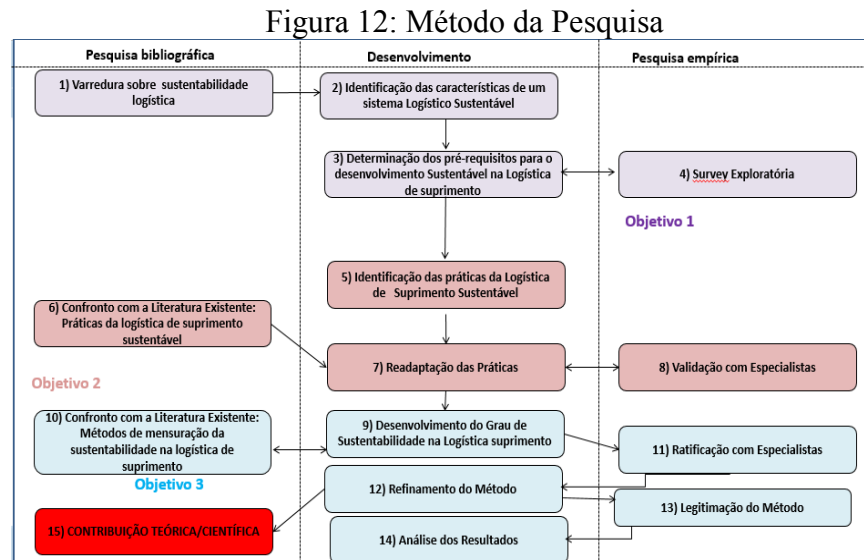 Figura 12: Método da Pesquisa
Pesquisa bibliográfica
Desenvolvimento
Pesquisa empírica
1) Varredura sobre sustentabilidade
logística
2) Identificação das características de um
sistema Logístico Sustentável
3) Determinação dos pré-requisitos para o
desenvolvimento Sustentável na Logística
de suprimento
4) Survey Exploratória
Objetivo 1
5) Identificação das práticas da Logística
de Suprimento Sustentável
6) Confronto com a Literatura Existente:
Práticas da logística de suprimento
sustentável
7) Readaptação das Práticas
8) Validação com Especialistas
Objetivo 2
10) Confronto com a Literatura Existente:
Métodos de mensuração da
sustentabilidade na logística de
suprimento
9) Desenvolvimento do Grau de
Sustentabilidade na Logística suprimento
11) Ratificação com Especialistas
Objetivo 3
12) Refinamento do Método
13) Legitimação do Método
15) CONTRIBUIÇÃO TEÓRICA/CIENTÍFICA
14) Análise dos Resultados